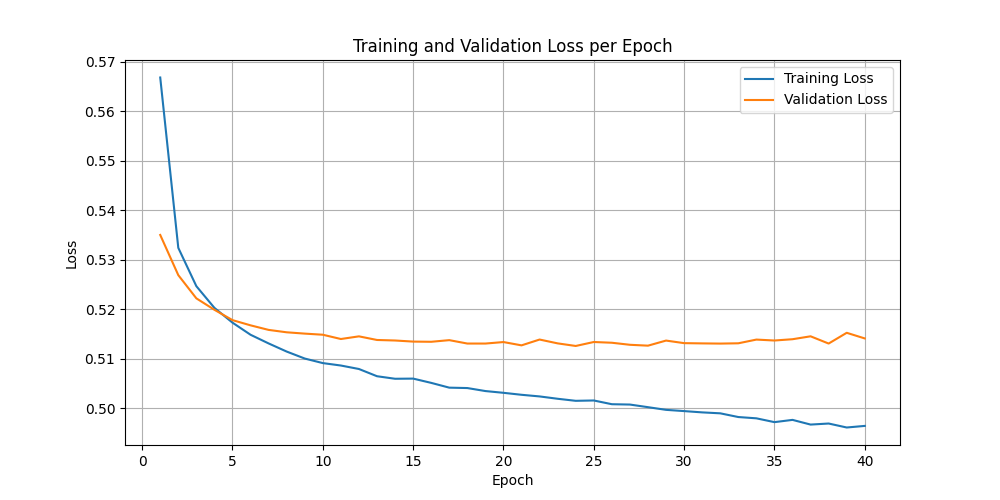 Training and Validation Loss per Epoch
Training Loss
Validation Loss
0.57
0.56
0.55
0.54
0.53
0.52
0.51
0.50
Loss
0 5 10 15 20 25 30 35 40
Epoch